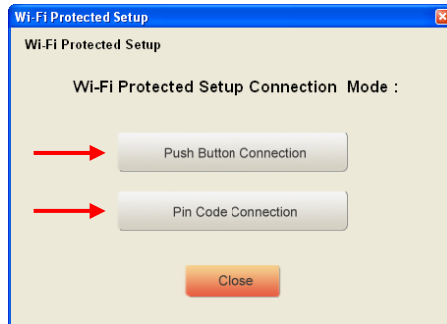 Wi-Fi Protected Setup
Wi-Fi Protected Setup
Wi-Fi Protected Setup Connection Mode :
Push Button Connection
Pin Code Connection
Close